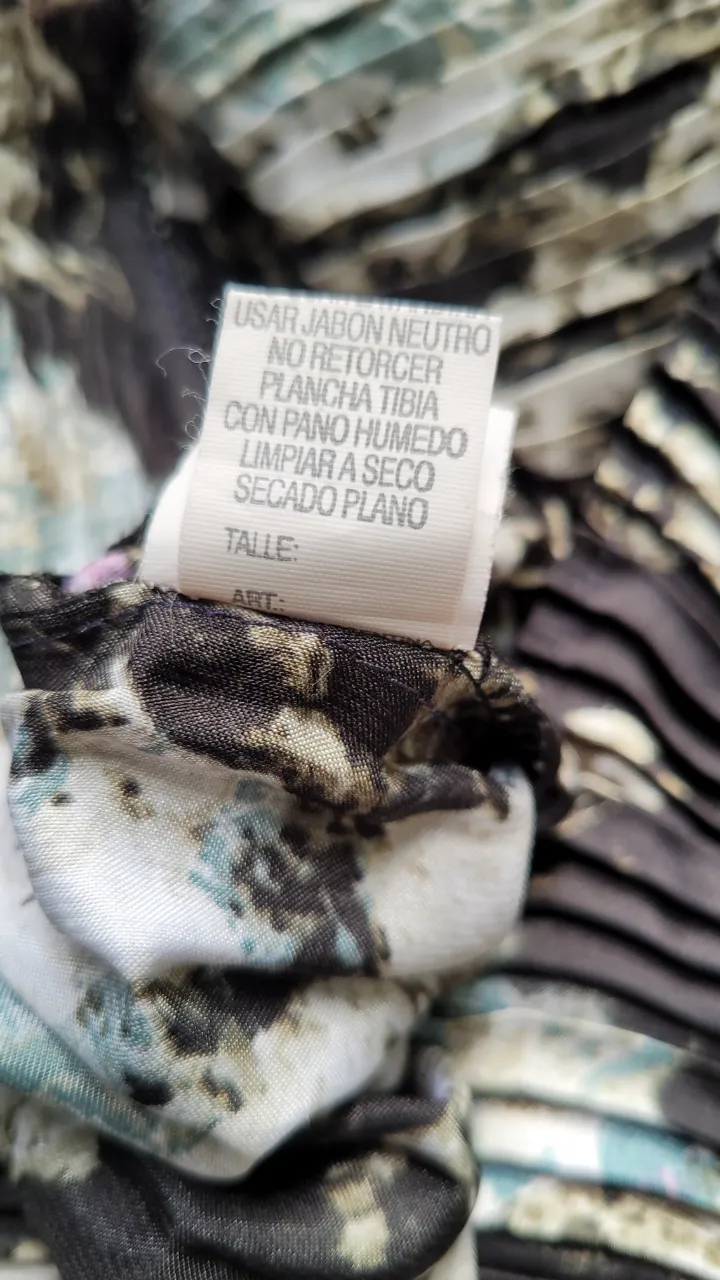 USAR JABON NEUTRO
NO RETORCER
PLANCHA TIBIA
CON PANO HUMEDO
LIMPIAR A SECO
SECADO PLANO
TALLE:
ART.: